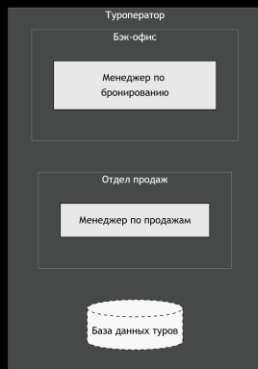 Туроператор
Бэк-офис
Менеджер по
бронированию
Отдел продаж
Менеджер по продажам
База данных туров